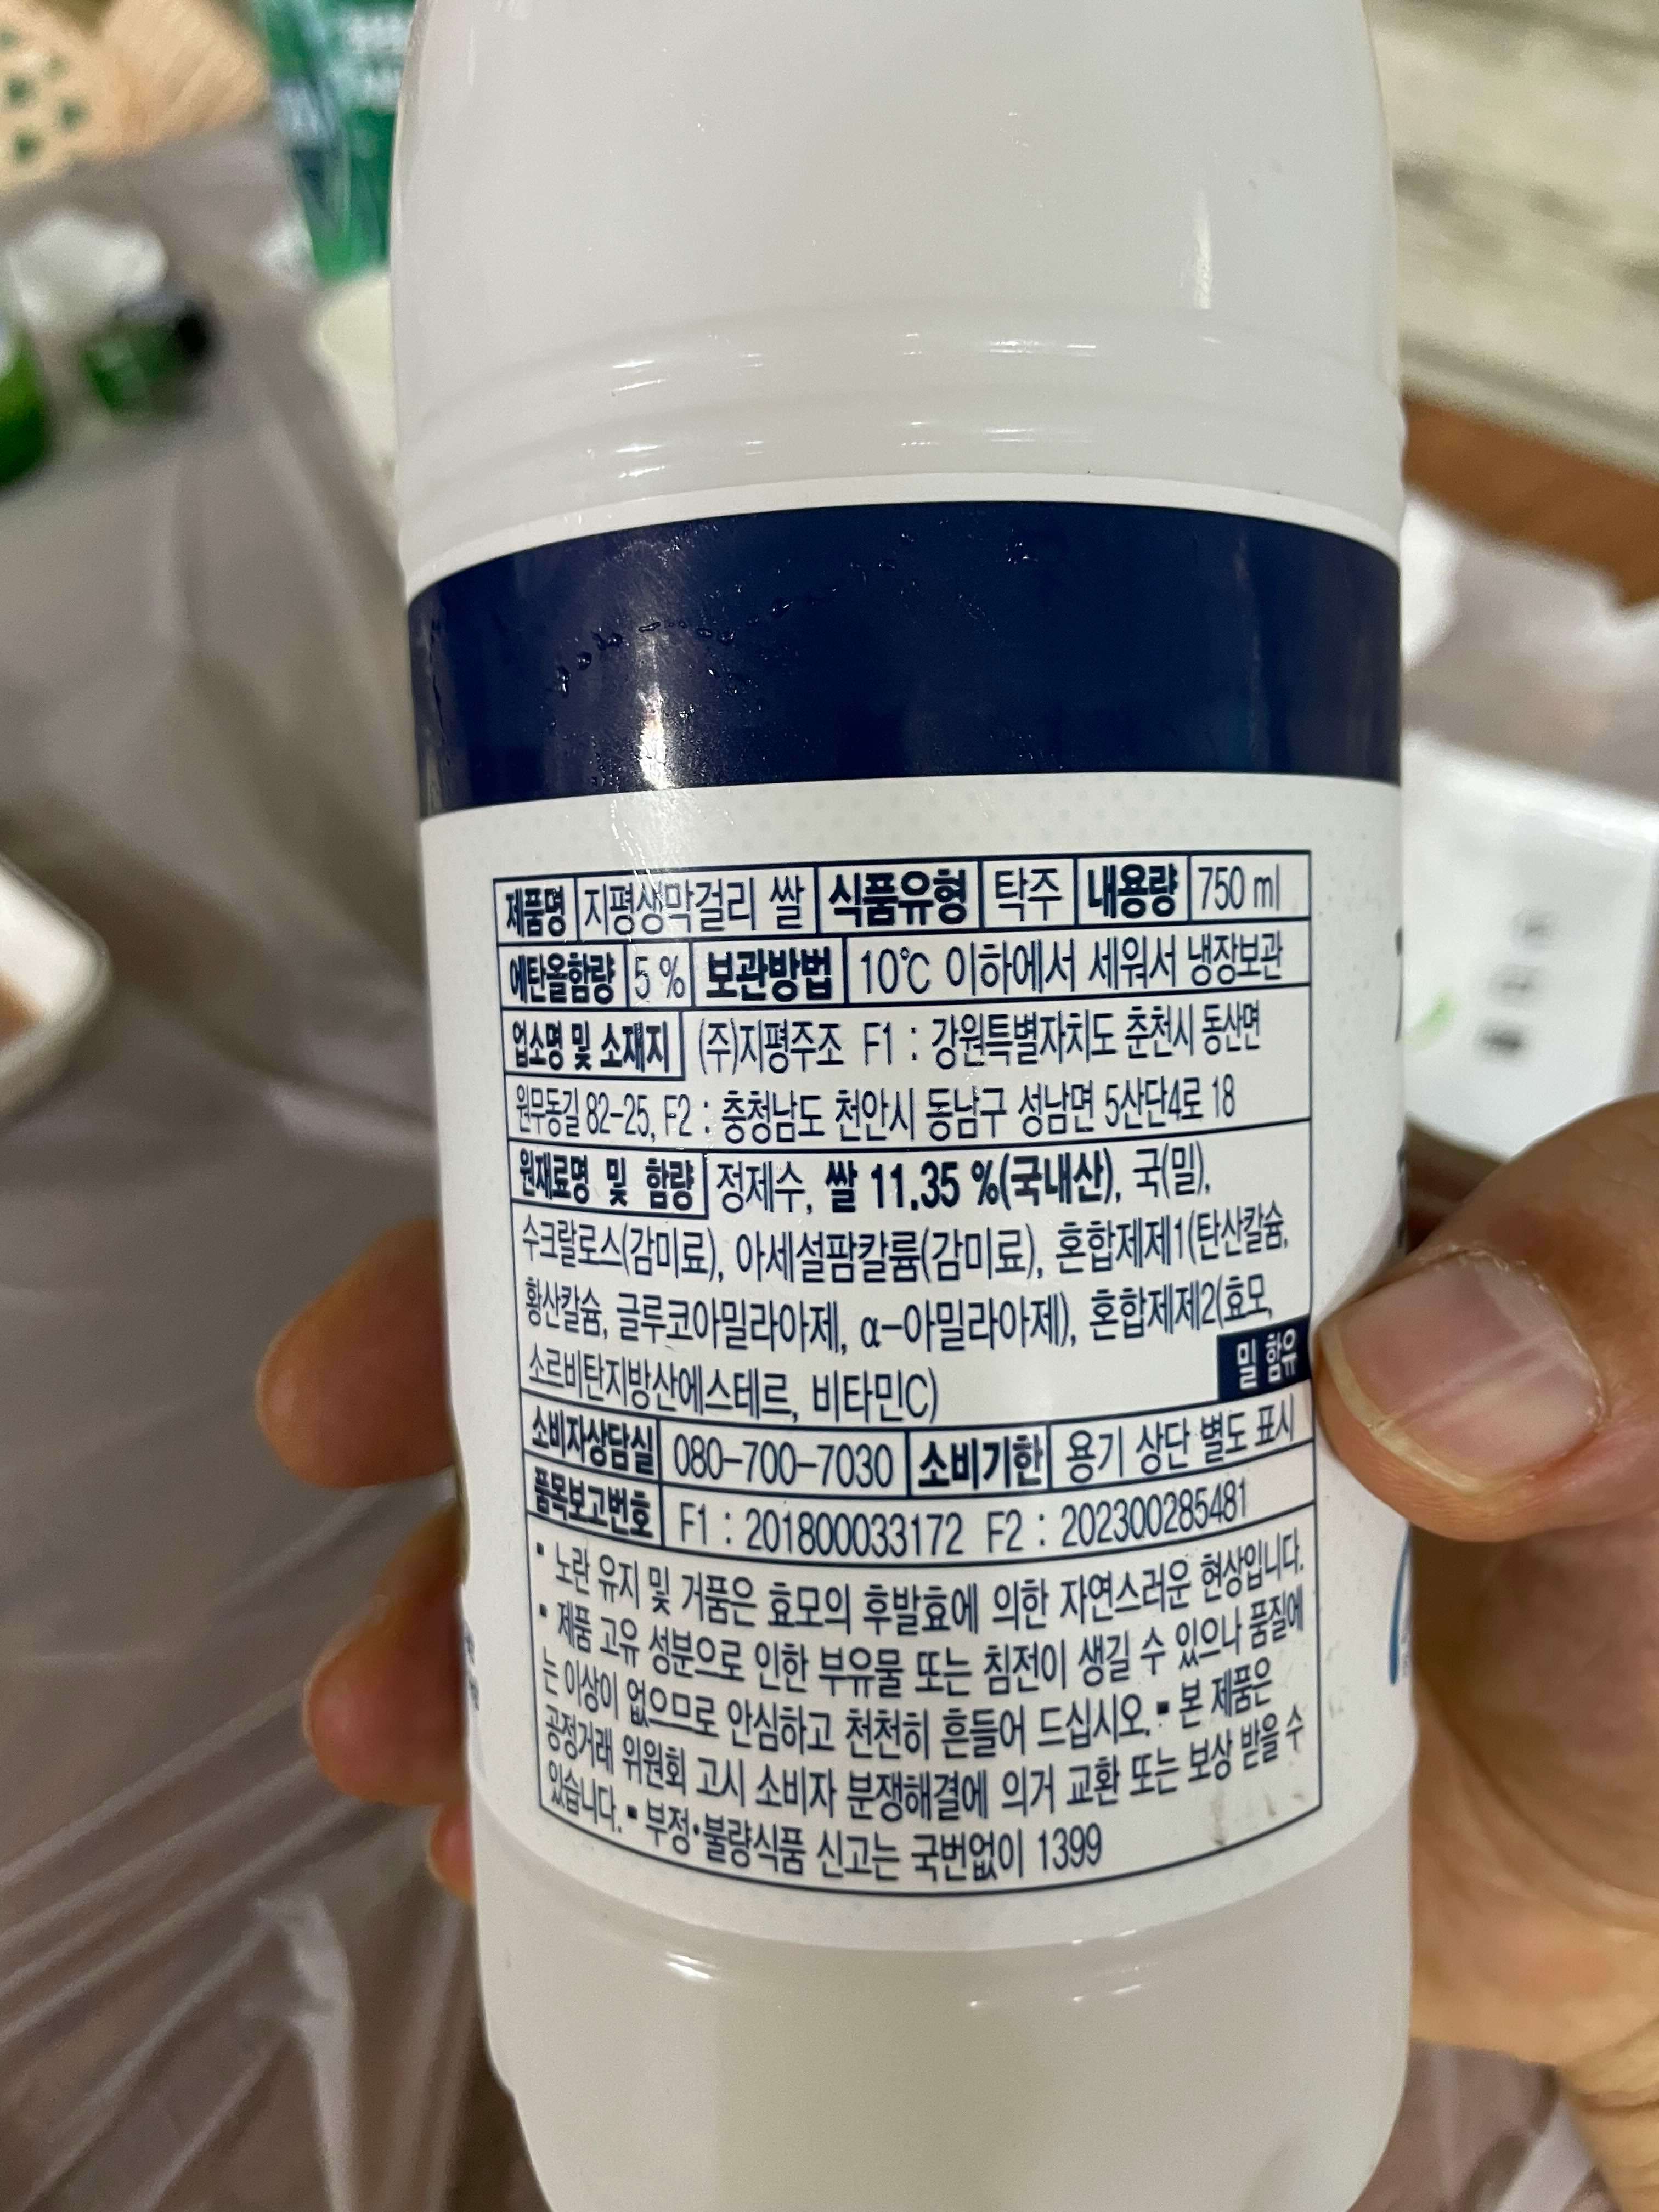 제품명 지평생막걸리 쌀 식품유형 탁주 내용량 750 ml
에탄올함량 5 % 보관방법 10℃ 이하에서 세워서 냉장보관
업소명 및 소재지 (주)지평주조 F1 : 강원특별자치도 춘천시 동산면
원무동길 82-25, F2 : 충청남도 천안시 동남구 성남면 5산단4로 18
원재료명 및 함량 정제수, 쌀 11.35 %(국내산), 국(밀),
수크랄로스(감미료), 아세설팜칼륨(감미료), 혼합제제1(탄산칼슘,
황산칼슘, 글루코아밀라아제, α-아밀라아제), 혼합제제2(효모,
소르비탄지방산에스테르, 비타민C) 밀 함유
소비자상담실 080-700-7030 소비기한 용기 상단 별도 표시
품목보고번호 F1 : 201800033172 F2 : 202300285481
▪ 노란 유지 및 거품은 효모의 후발효에 의한 자연스러운 현상입니다.
▪ 제품 고유 성분으로 인한 부유물 또는 침전이 생길 수 있으나 품질에
는 이상이 없으므로 안심하고 천천히 흔들어 드십시오. ▪ 본 제품은
공정거래 위원회 고시 소비자 분쟁해결에 의거 교환 또는 보상 받을 수
있습니다. ▪ 부정•불량식품 신고는 국번없이 1399